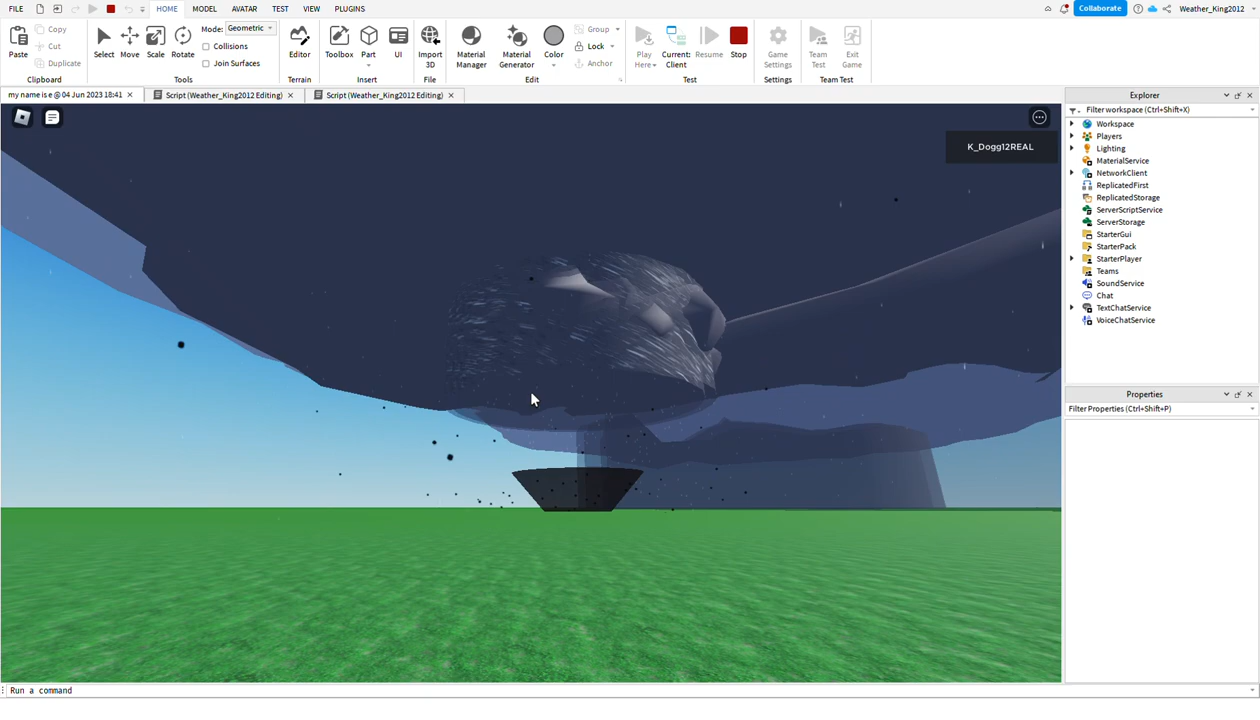 FILE HOME MODEL AVATAR TEST VIEW PLUGINS Collaborate Weather_King2012
Paste Copy Cut Duplicate Clipboard
Select Move Scale Rotate Mode: Geometric Collisions Join Surfaces Tools
Editor Terrain
Toolbox Part UI Insert
Import 3D File
Material Manager Material Generator Color Group Lock Anchor Edit
Play Here Current: Client Resume Stop Test
Game Settings Settings
Team Test Exit Game Team Test
my name is e @ 04 Jun 2023 18:41 Script (Weather_King2012 Editing) Script (Weather_King2012 Editing)
K_Dogg12REAL
Explorer
Filter workspace (Ctrl+Shift+X)
Workspace
Players
Lighting
MaterialService
NetworkClient
ReplicatedFirst
ReplicatedStorage
ServerScriptService
ServerStorage
StarterGui
StarterPack
StarterPlayer
Teams
SoundService
Chat
TextChatService
VoiceChatService
Properties
Filter Properties (Ctrl+Shift+P)
Run a command